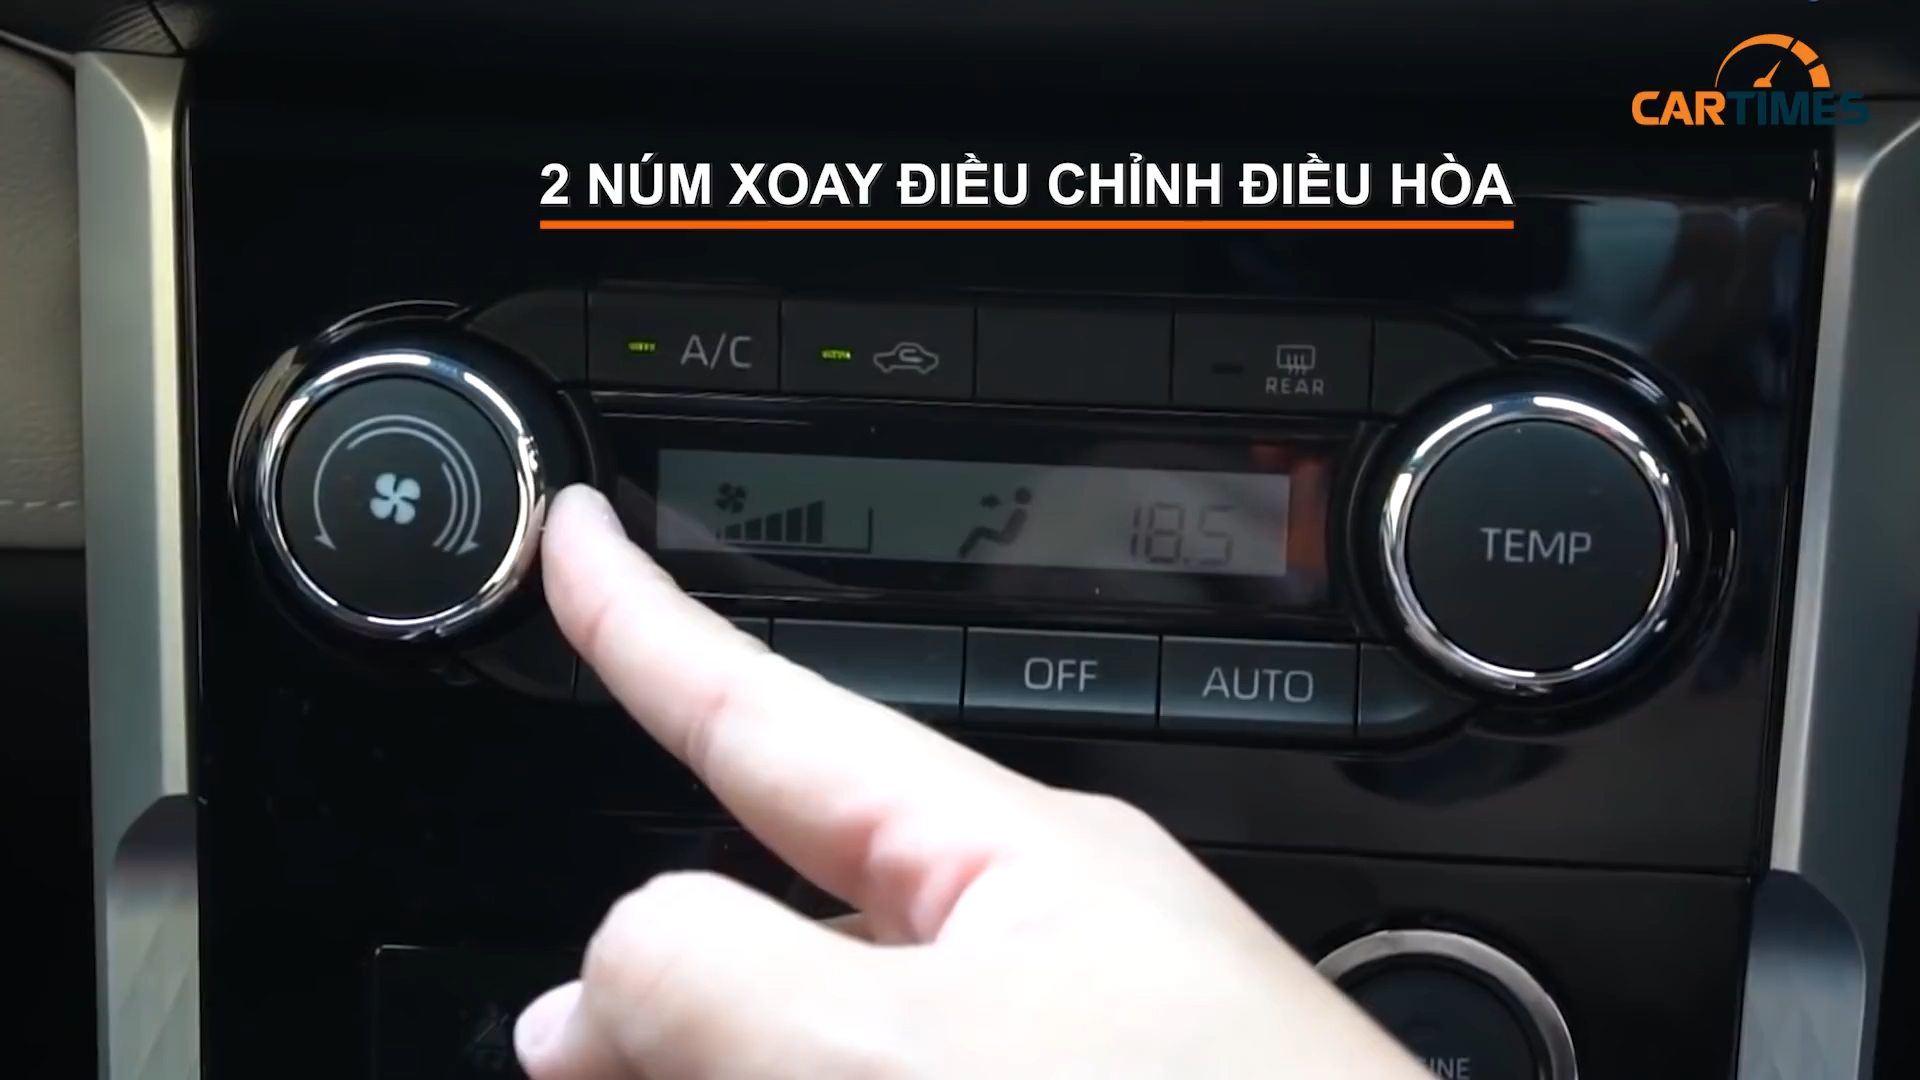 CARTIMES
2 NÚM XOAY ĐIỀU CHỈNH ĐIỀU HÒA
A/C
REAR
18.5
TEMP
OFF
AUTO